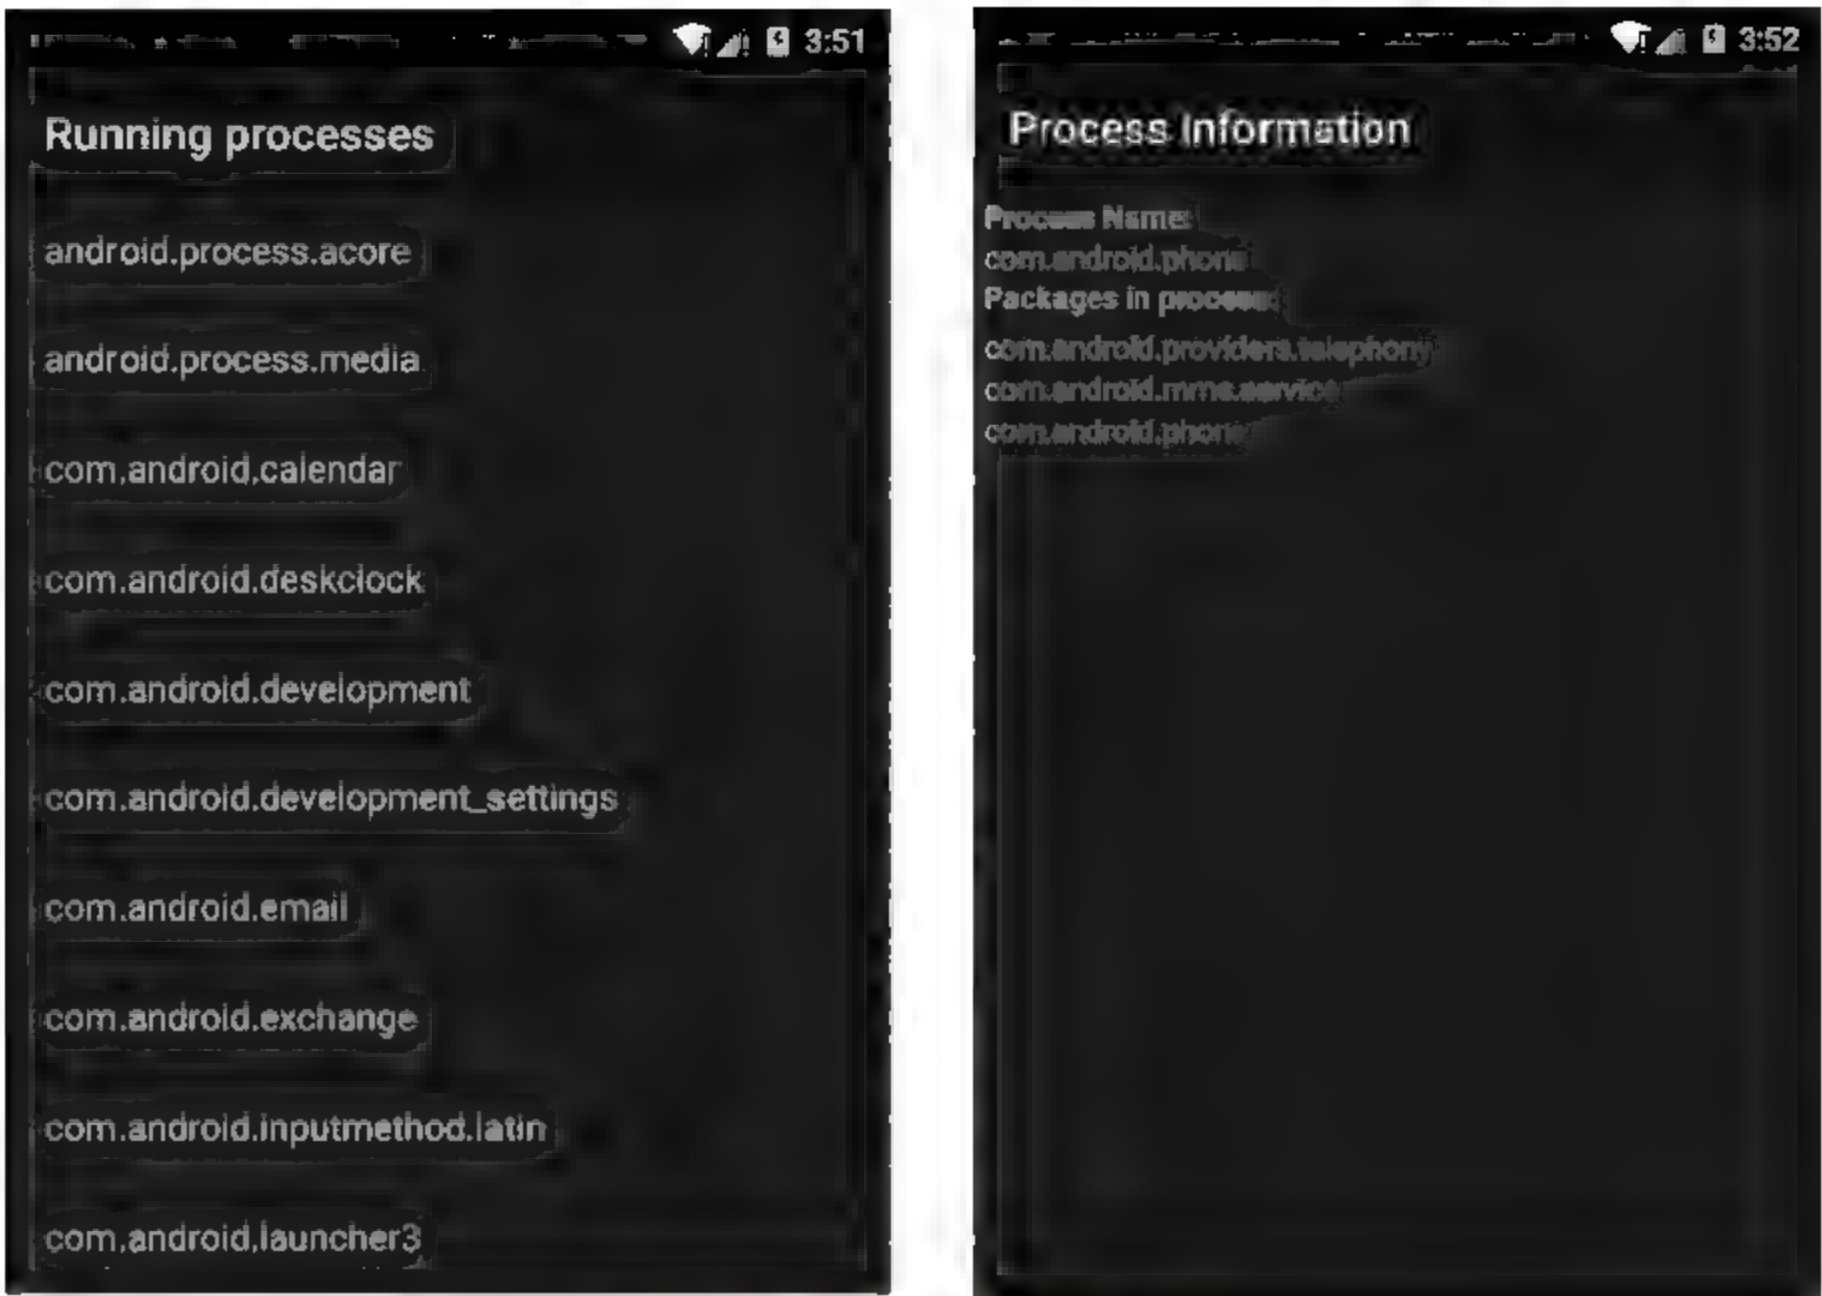 3:51
Running processes
android.process.acore
android.process.media
com.android.calendar
com.android.deskclock
com.android.development
com.android.development_settings
com.android.email
com.android.exchange
com.android.inputmethod.latin
com.android.launcher3
3:52
Process Information
Process Name:
com.android.phone
Packages in process:
com.android.providers.telephony
com.android.mms.service
com.android.phone